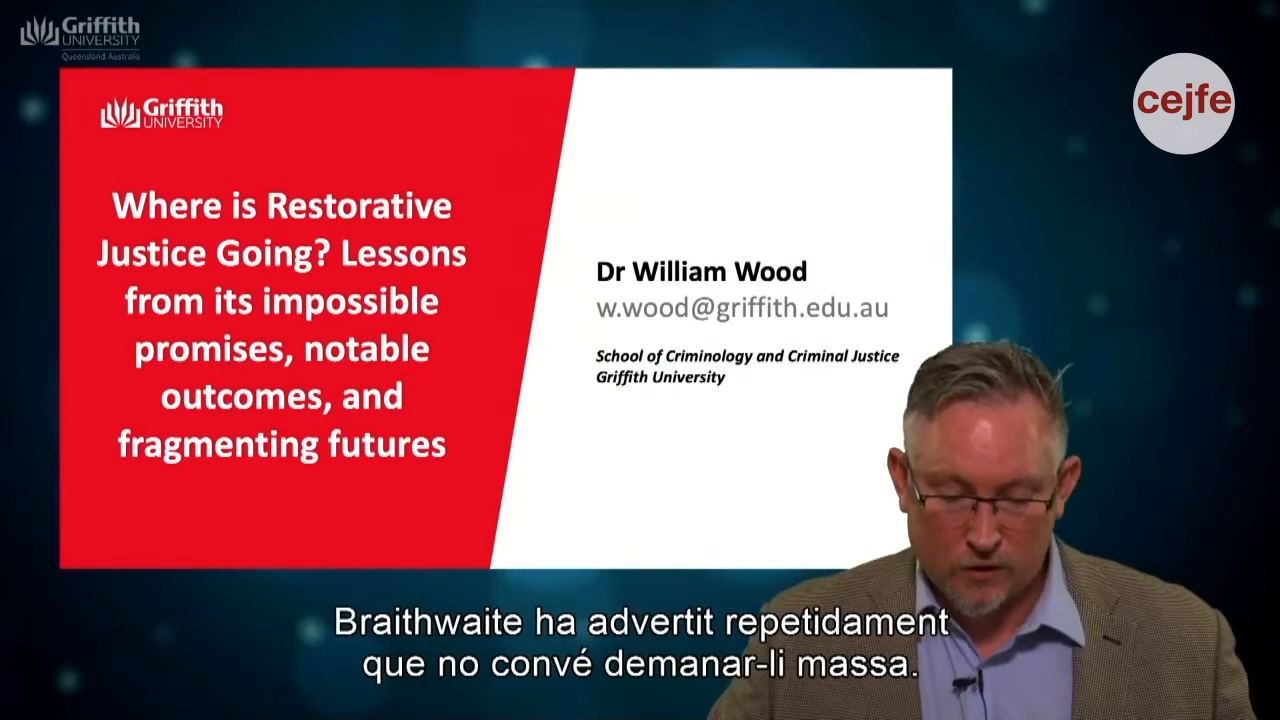 Griffith
UNIVERSITY
Queensland Australia
cejfe
Griffith
UNIVERSITY
Where is Restorative
Justice Going? Lessons
from its impossible
promises, notable
outcomes, and
fragmenting futures
Dr William Wood
w.wood@griffith.edu.au
School of Criminology and Criminal Justice
Griffith University
Braithwaite ha advertit repetidament
que no convé demanar-li massa.